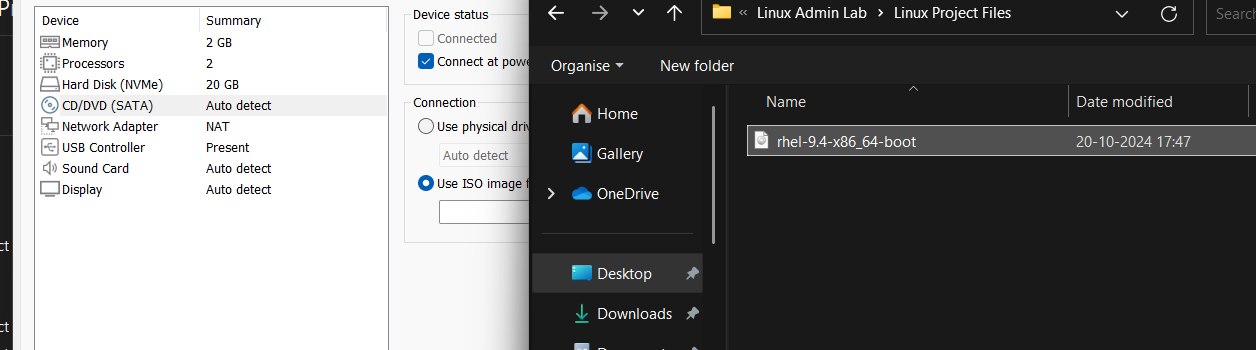 Device Summary
Memory 2 GB
Processors 2
Hard Disk (NVMe) 20 GB
CD/DVD (SATA) Auto detect
Network Adapter NAT
USB Controller Present
Sound Card Auto detect
Display Auto detect
Device status
Connected
Connect at
Connection
Use physical
Auto detect
Use ISO image
« Linux Admin Lab > Linux Project Files
Organise New folder
Home
Gallery
OneDrive
Desktop
Downloads
Name Date modified
rhel-9.4-x86_64-boot 20-10-2024 17:47